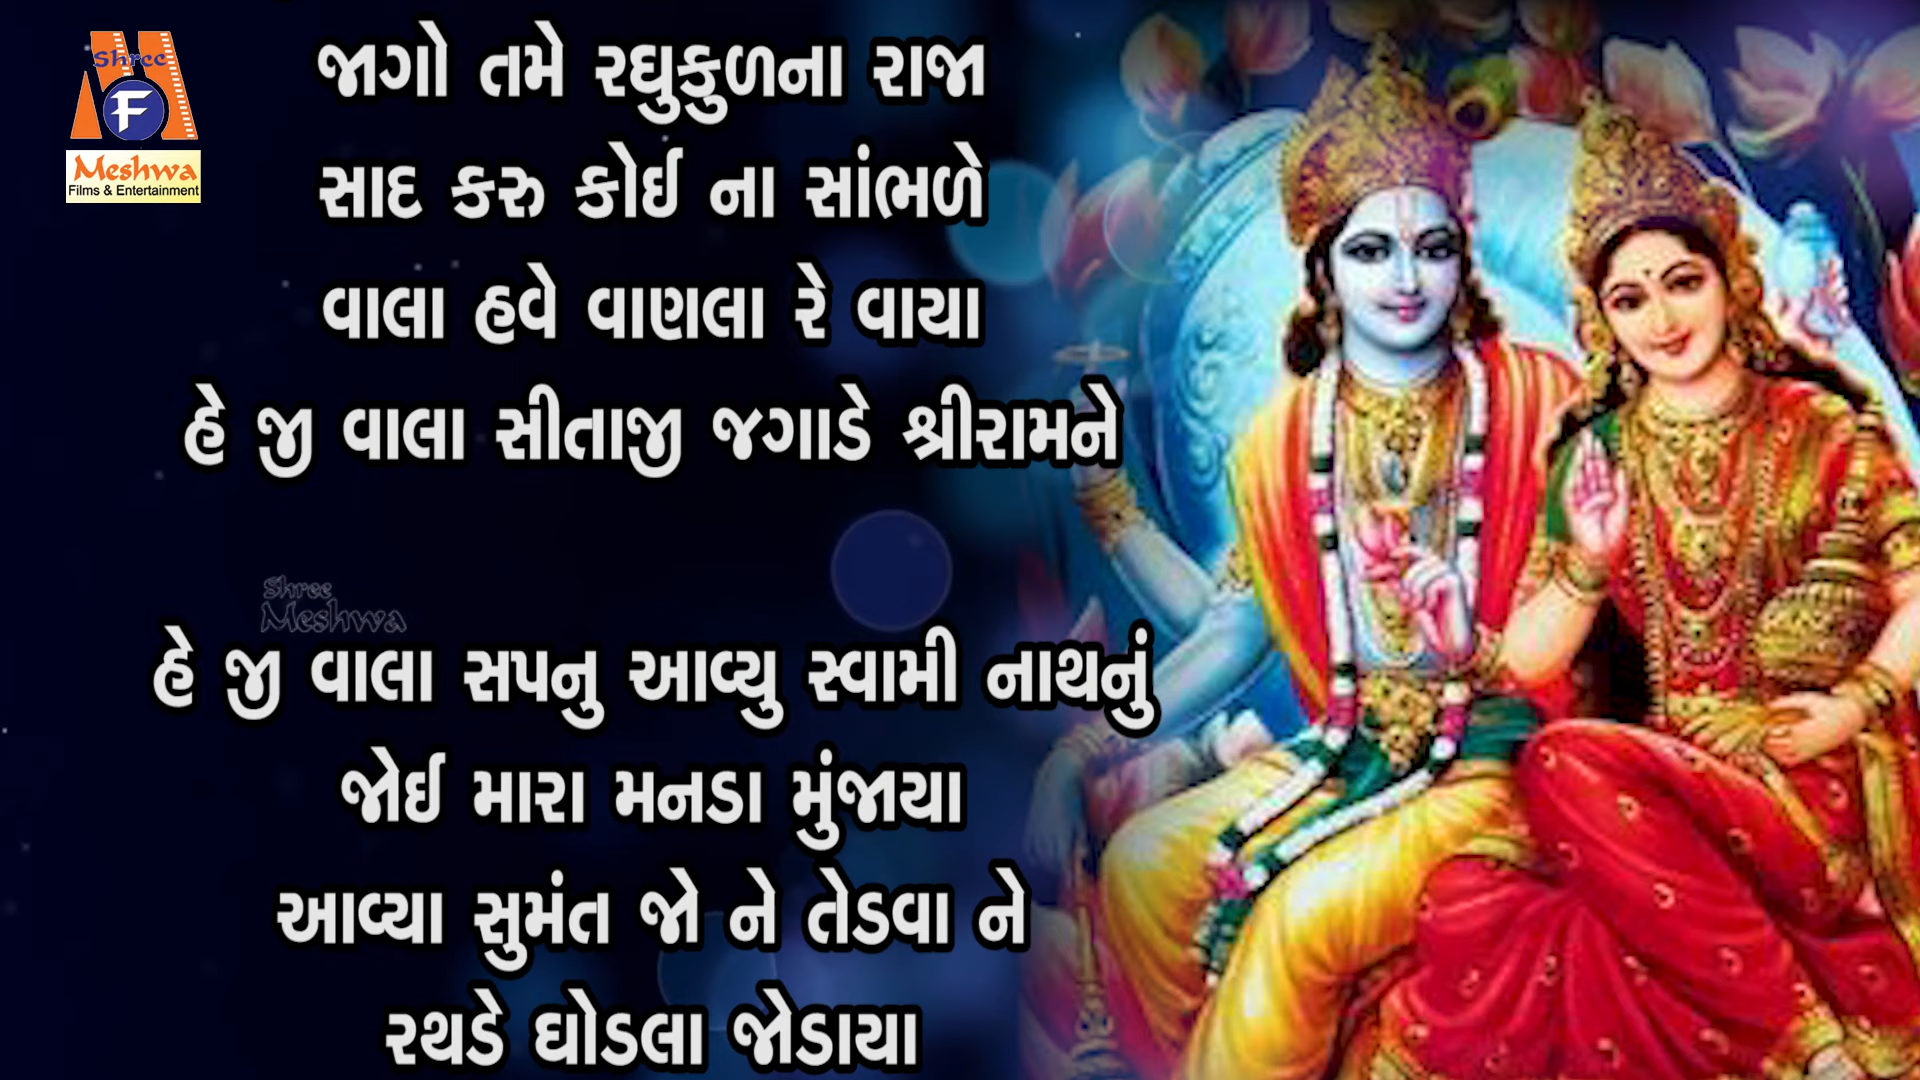 Shree
F
Meshwa
Films & Entertainment
જાગો તમે રઘુકુળના રાજા
સાદ કરુ કોઈ ના સાંભળે
વાલા હવે વાણલા રે વાયા
હે જી વાલા સીતાજી જગાડે શ્રીરામને
Shree
Meshwa
હે જી વાલા સપનુ આવ્યુ સ્વામી નાથનું
જોઈ મારા મનડા મુંજાયા
આવ્યા સુમંત જો ને તેડવા ને
રથડે ઘોડલા જોડાયા